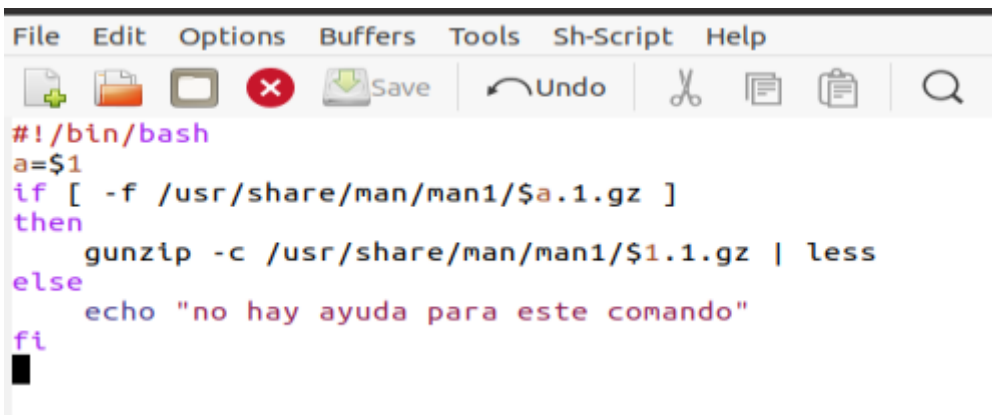 File Edit Options Buffers Tools Sh-Script Help
Save Undo
#!/bin/bash
a=$1
if [ -f /usr/share/man/man1/$a.1.gz ]
then
    gunzip -c /usr/share/man/man1/$1.1.gz | less
else
    echo "no hay ayuda para este comando"
fi